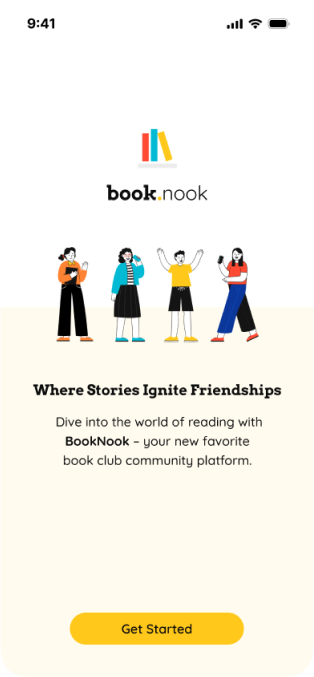 9:41
book.nook
Where Stories Ignite Friendships
Dive into the world of reading with
BookNook – your new favorite
book club community platform.
Get Started